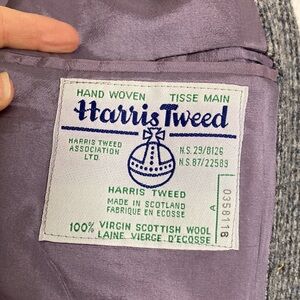 HAND WOVEN TISSE MAIN
Harris Tweed
HARRIS TWEED
ASSOCIATION
LTD
N.S. 29/8126
N.S. 87/22589
HARRIS TWEED
MADE IN SCOTLAND
FABRIQUE EN ECOSSE
100% VIRGIN SCOTTISH WOOL
LAINE VIERGE D'ECOSSE
A 0358118